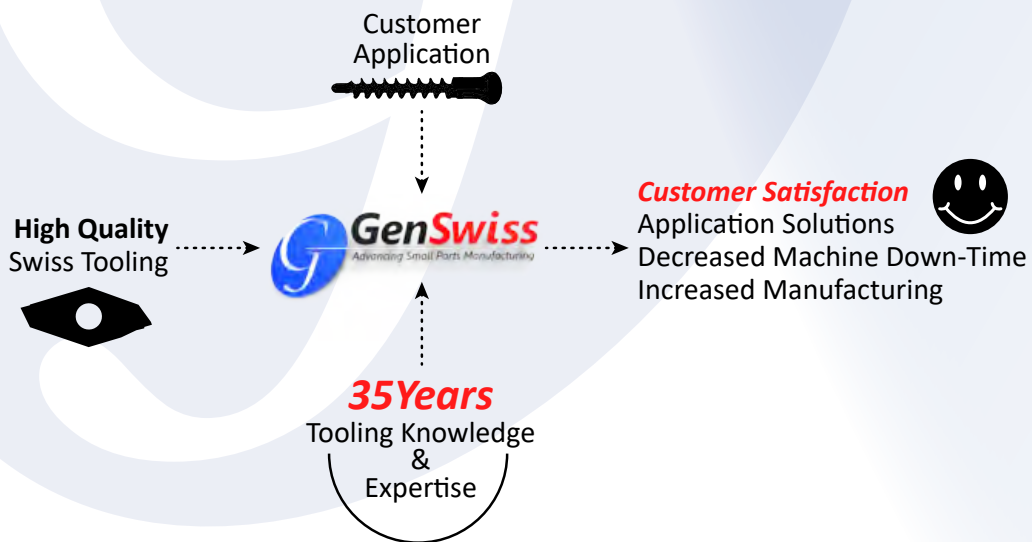 Customer
Application
High Quality
Swiss Tooling
GenSwiss
Advancing Small Parts Manufacturing
Customer Satisfaction
Application Solutions
Decreased Machine Down-Time
Increased Manufacturing
35Years
Tooling Knowledge
&
Expertise